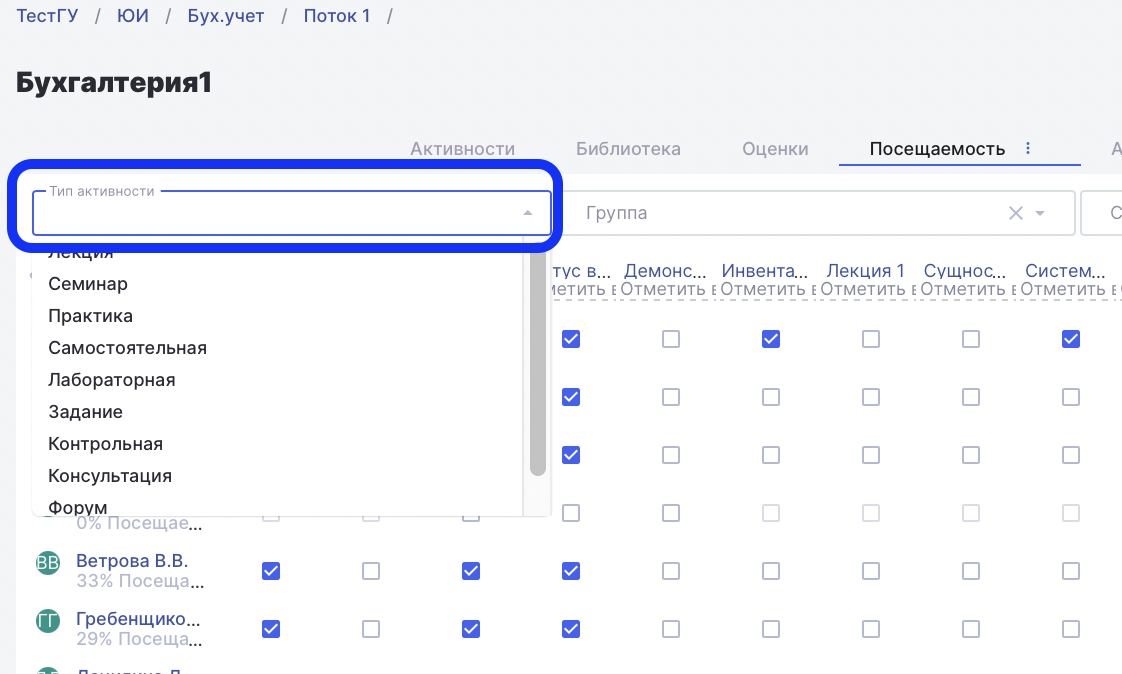 ТестГУ / ЮИ / Бух.учет / Поток 1 /
Бухгалтерия1
Активности Библиотека Оценки Посещаемость
Тип активности
Группа
Лекция
Семинар
Практика
Самостоятельная
Лабораторная
Задание
Контрольная
Консультация
Форум
тус в... Демонс... Инвента... Лекция 1 Сущнос... Систем...
метить в Отметить в Отметить в Отметить в Отметить в Отметить в
0% Посещае...
ВВ Ветрова В.В.
33% Посеща...
ГГ Гребенщико...
29% Посеща...